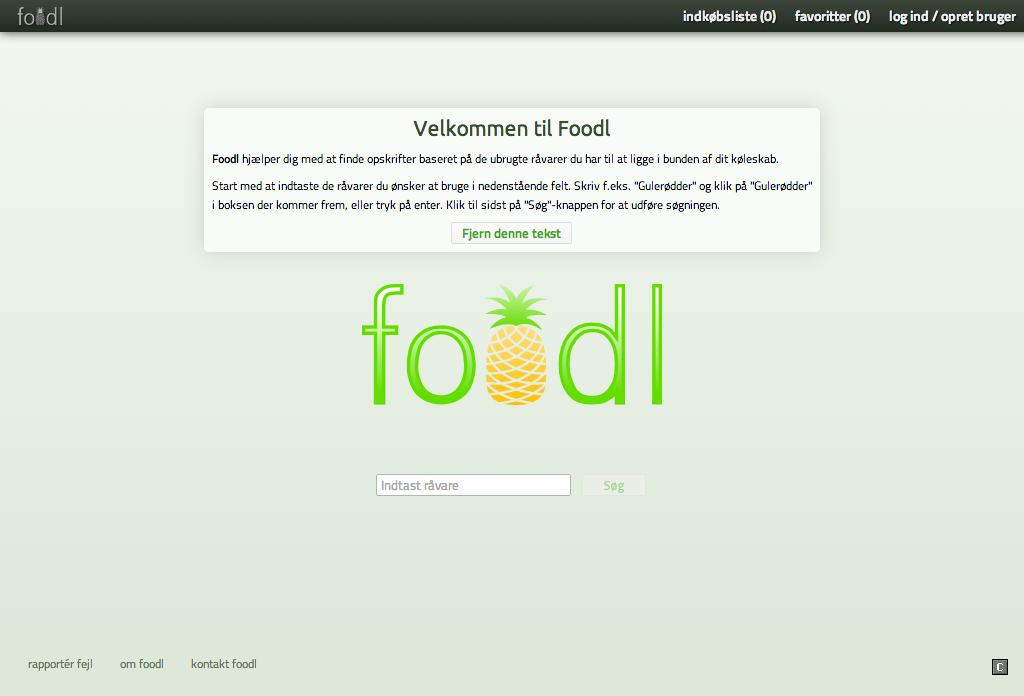 foodl
indkøbsliste (0) favoritter (0) log ind / opret bruger
Velkommen til Foodl
Foodl hjælper dig med at finde opskrifter baseret på de ubrugte råvarer du har til at ligge i bunden af dit køleskab.
Start med at indtaste de råvarer du ønsker at bruge i nedenstående felt. Skriv f.eks. "Gulerødder" og klik på "Gulerødder"
i boksen der kommer frem, eller tryk på enter. Klik til sidst på "Søg"-knappen for at udføre søgningen.
Fjern denne tekst
foodl
Indtast råvare Søg
rapportér fejl om foodl kontakt foodl
C